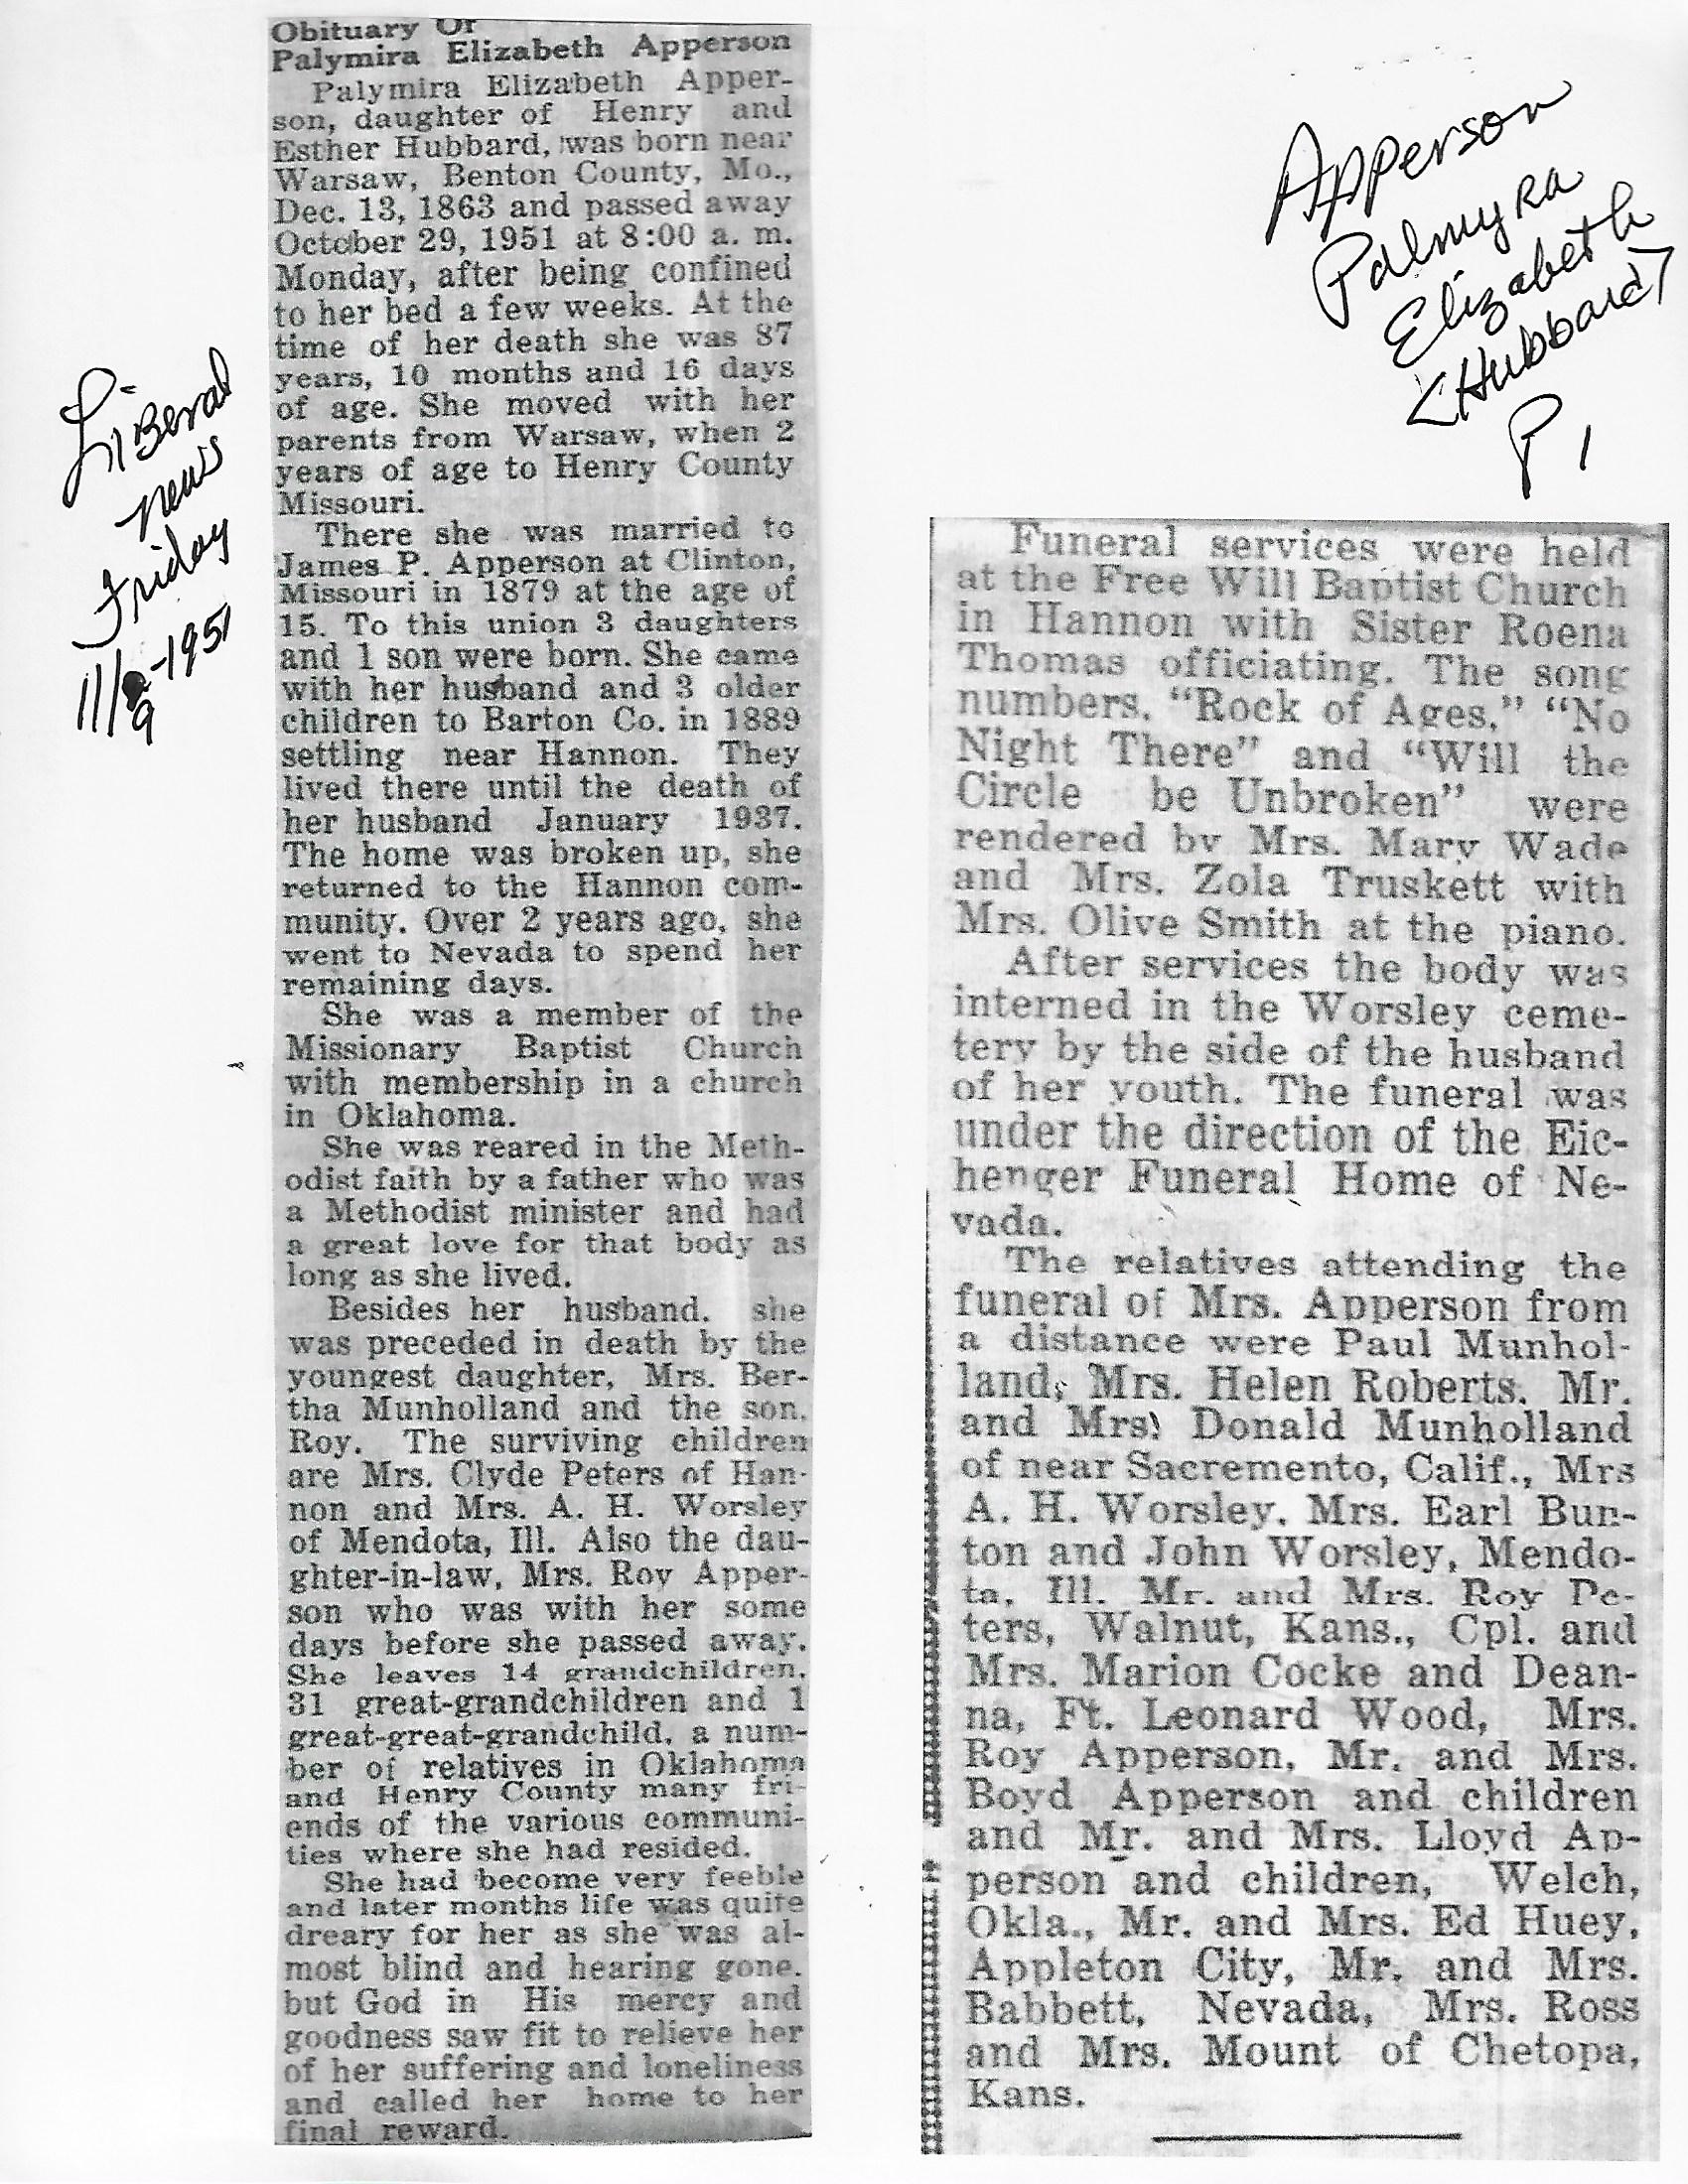 Obituary Of
Palymira Elizabeth Apperson
Palymira Elizabeth Apper-
son, daughter of Henry and
Esther Hubbard, was born near
Warsaw, Benton County, Mo.,
Dec. 13, 1863 and passed away
October 29, 1951 at 8:00 a. m.
Monday, after being confined
to her bed a few weeks. At the
time of her death she was 87
years, 10 months and 16 days
of age. She moved with her
parents from Warsaw, when 2
years of age to Henry County
Missouri.
There she was married to
James P. Apperson at Clinton,
Missouri in 1879 at the age of
15. To this union 3 daughters
and 1 son were born. She came
with her husband and 3 older
children to Barton Co. in 1889
settling near Hannon. They
lived there until the death of
her husband January 1937.
The home was broken up, she
returned to the Hannon com-
munity. Over 2 years ago, she
went to Nevada to spend her
remaining days.
She was a member of the
Missionary Baptist Church
with membership in a church
in Oklahoma.
She was reared in the Meth-
odist faith by a father who was
a Methodist minister and had
a great love for that body as
long as she lived.
Besides her husband, she
was preceded in death by the
youngest daughter, Mrs. Ber-
tha Munholland and the son,
Roy. The surviving children
are Mrs. Clyde Peters of Han-
non and Mrs. A. H. Worsley
of Mendota, Ill. Also the dau-
ghter-in-law, Mrs. Roy Apper-
son who was with her some
days before she passed away.
She leaves 14 grandchildren,
31 great-grandchildren and 1
great-great-grandchild, a num-
ber of relatives in Oklahoma
and Henry County many fri-
ends of the various communi-
ties where she had resided.
She had become very feeble
and later months life was quite
dreary for her as she was al-
most blind and hearing gone,
but God in His mercy and
goodness saw fit to relieve her
of her suffering and loneliness
and called her home to her
final reward.
Liberal
news
Friday
11/9-1951
Apperson
Palmyra
Elizabeth
<Hubbard>
P 1
Funeral services were held
at the Free Will Baptist Church
in Hannon with Sister Roena
Thomas officiating. The song
numbers, "Rock of Ages," "No
Night There" and "Will the
Circle be Unbroken" were
rendered by Mrs. Mary Wade
and Mrs. Zola Truskett with
Mrs. Olive Smith at the piano.
After services the body was
interned in the Worsley ceme-
tery by the side of the husband
of her youth. The funeral was
under the direction of the Eic-
henger Funeral Home of Ne-
vada.
The relatives attending the
funeral of Mrs. Apperson from
a distance were Paul Munhol-
land, Mrs. Helen Roberts, Mr.
and Mrs. Donald Munholland
of near Sacremento, Calif., Mrs
A. H. Worsley, Mrs. Earl Bun-
ton and John Worsley, Mendo-
ta, Ill. Mr. and Mrs. Roy Pe-
ters, Walnut, Kans., Cpl. and
Mrs. Marion Cocke and Dean-
na, Ft. Leonard Wood, Mrs.
Roy Apperson, Mr. and Mrs.
Boyd Apperson and children
and Mr. and Mrs. Lloyd Ap-
person and children, Welch,
Okla., Mr. and Mrs. Ed Huey,
Appleton City, Mr. and Mrs.
Babbett, Nevada, Mrs. Ross
and Mrs. Mount of Chetopa,
Kans.